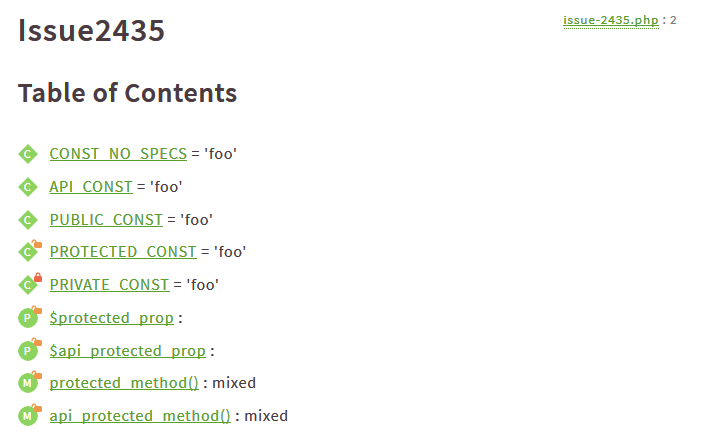 Issue2435
issue-2435.php : 2
Table of Contents
C CONST_NO_SPECS = 'foo'
C API_CONST = 'foo'
C PUBLIC_CONST = 'foo'
C PROTECTED_CONST = 'foo'
C PRIVATE_CONST = 'foo'
P $protected_prop :
P $api_protected_prop :
M protected_method() : mixed
M api_protected_method() : mixed